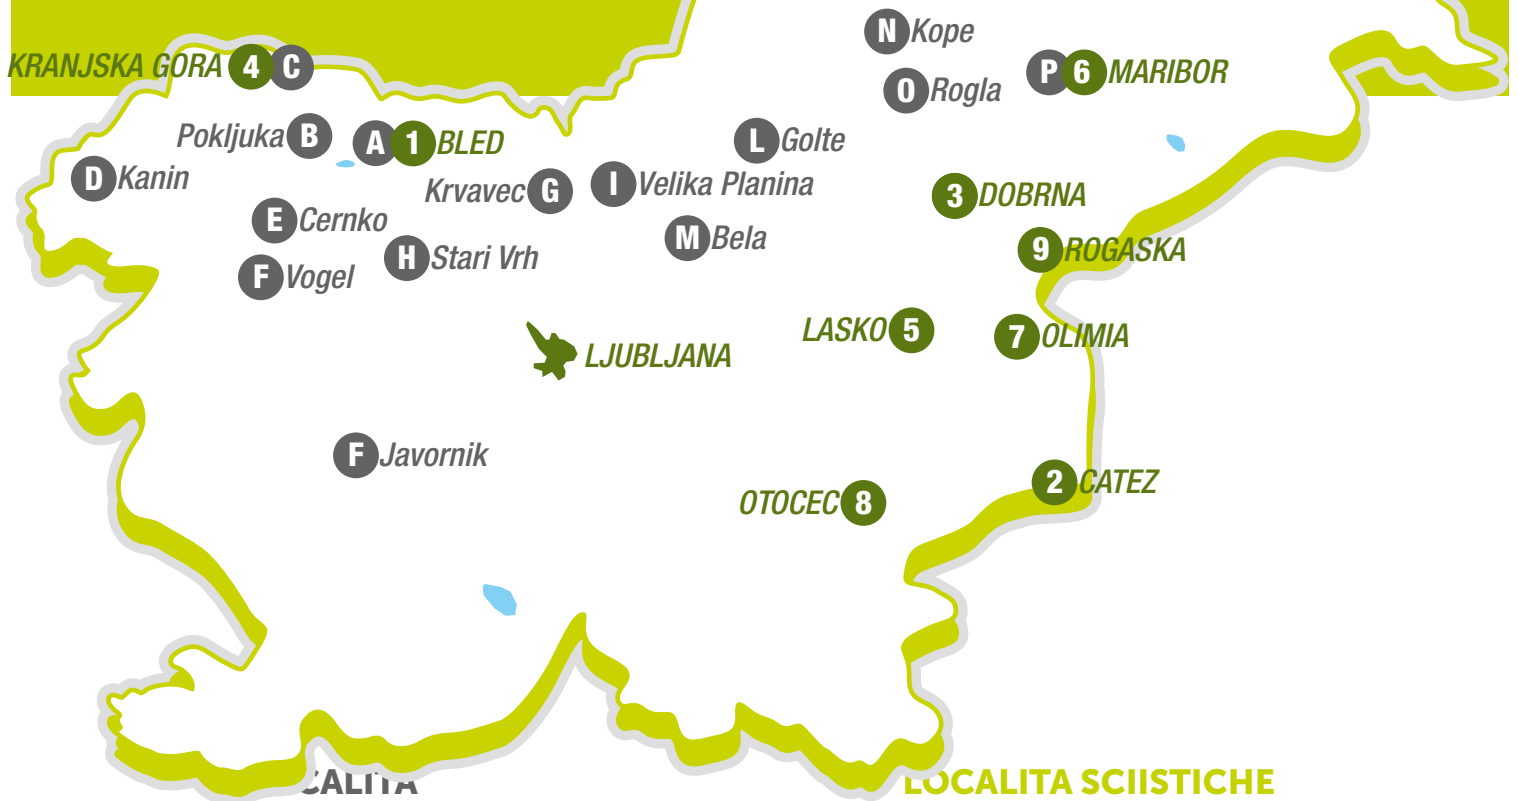 N Kope
KRANJSKA GORA 4 C
P 6 MARIBOR
O Rogla
Pokljuka B
A 1 BLED
L Golte
D Kanin
Krvavec G
I Velika Planina
3 DOBRNA
E Cernko
M Bela
9 ROGASKA
H Stari Vrh
F Vogel
LASKO 5
7 OLIMIA
LJUBLJANA
F Javornik
2 CATEZ
OTOCEC 8
CALITA
LOCALITA SCIISTICHE